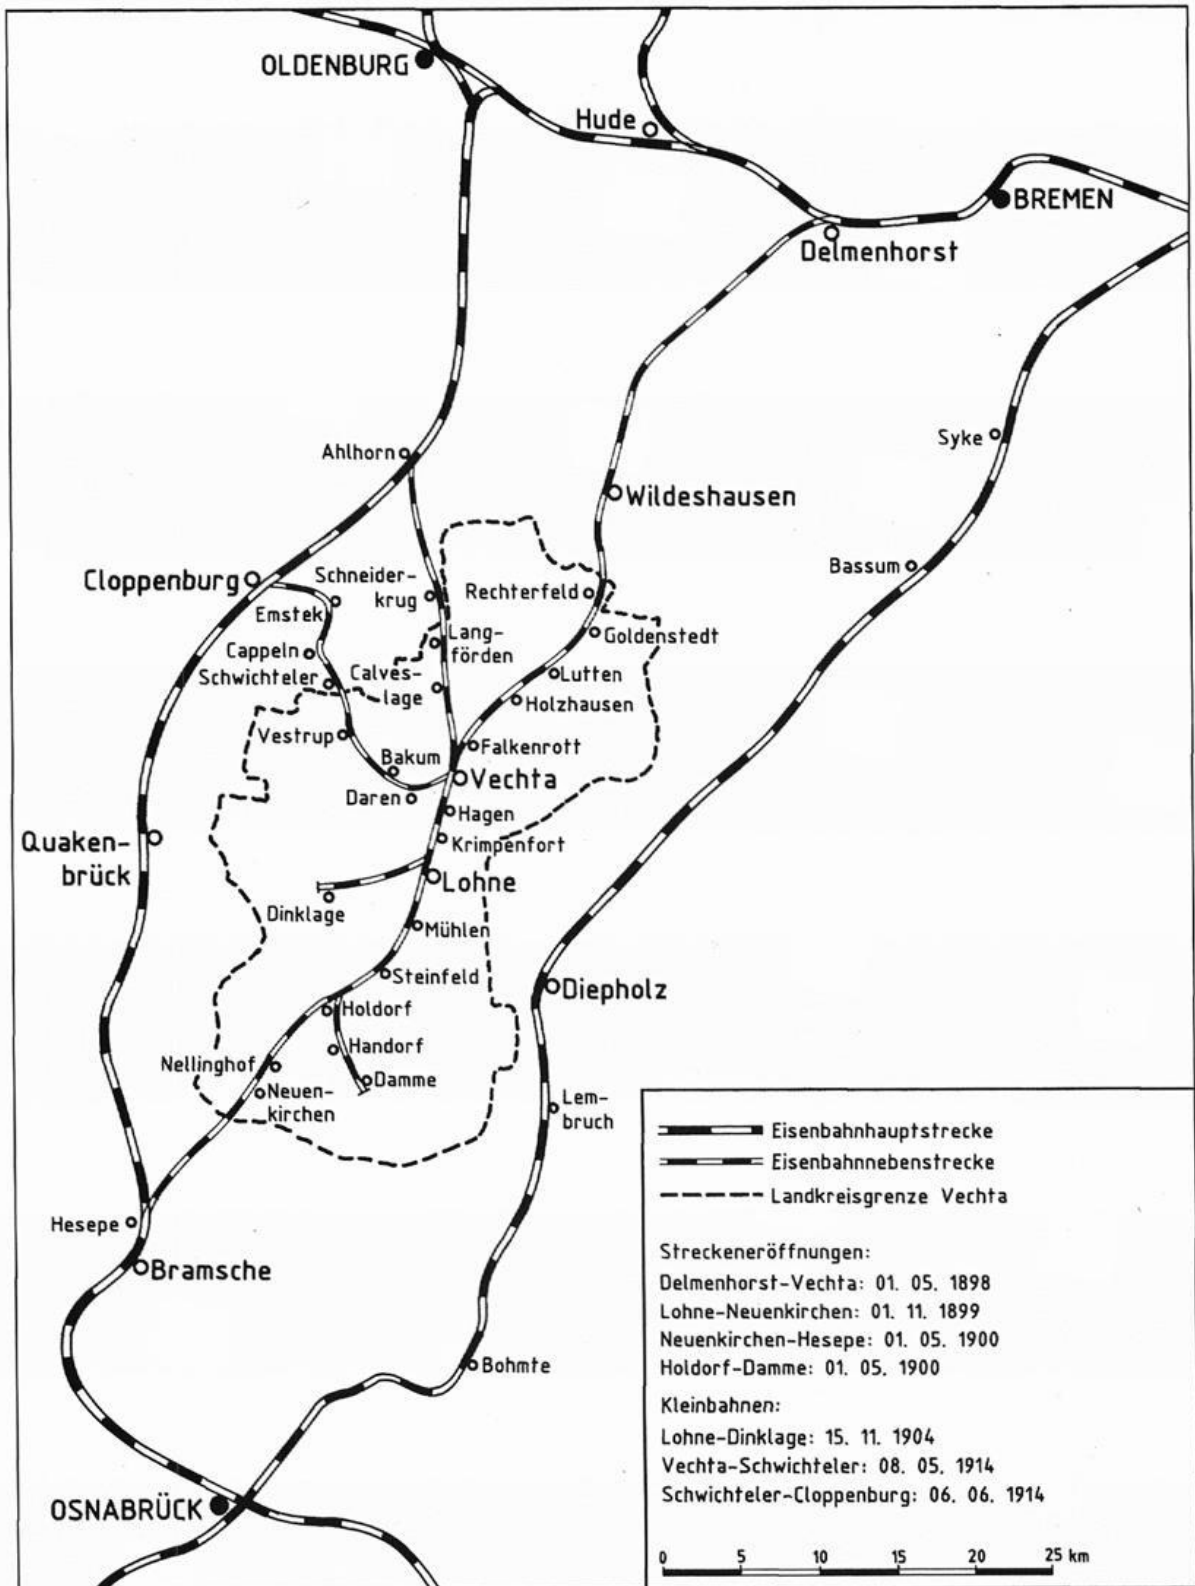 OLDENBURG
Hude
BREMEN
Delmenhorst
Ahlhorn
Syke
Wildeshausen
Cloppenburg
Schneider-
krug
Rechterfeld
Bassum
Emstek
Goldenstedt
Cappeln
Lang-
förden
Schwichteler
Calves-
lage
Lutten
Holzhausen
Vestrup
Bakum
Falkenrott
Vechta
Daren
Hagen
Quaken-
brück
Krimpenfort
Lohne
Dinklage
Mühlen
Steinfeld
Diepholz
Holdorf
Handorf
Nellinghof
Damme
Neuen-
kirchen
Lem-
bruch
Hesepe
Bramsche
Bohmte
OSNABRÜCK
Eisenbahnhauptstrecke
Eisenbahnnebenstrecke
Landkreisgrenze Vechta
Streckeneröffnungen:
Delmenhorst-Vechta: 01. 05. 1898
Lohne-Neuenkirchen: 01. 11. 1899
Neuenkirchen-Hesepe: 01. 05. 1900
Holdorf-Damme: 01. 05. 1900
Kleinbahnen:
Lohne-Dinklage: 15. 11. 1904
Vechta-Schwichteler: 08. 05. 1914
Schwichteler-Cloppenburg: 06. 06. 1914
0 5 10 15 20 25 km